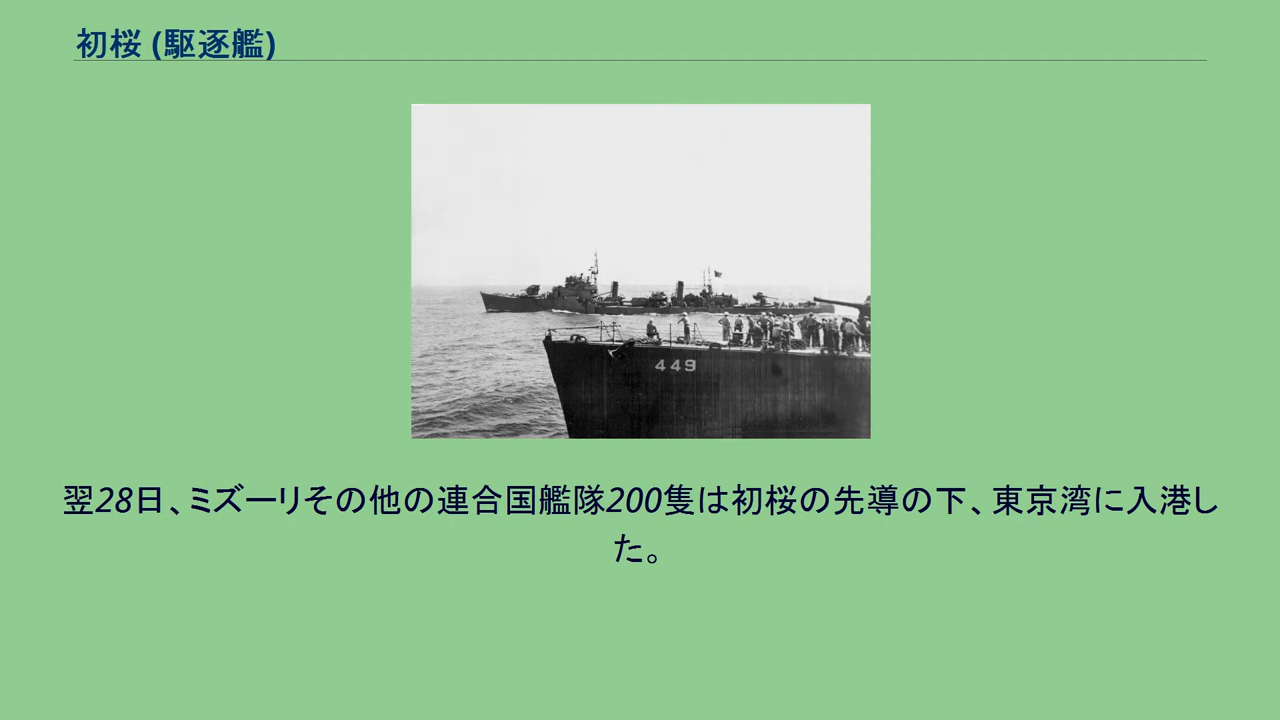 初桜 (駆逐艦)
449
翌28日、ミズーリその他の連合国艦隊200隻は初桜の先導の下、東京湾に入港し
た。